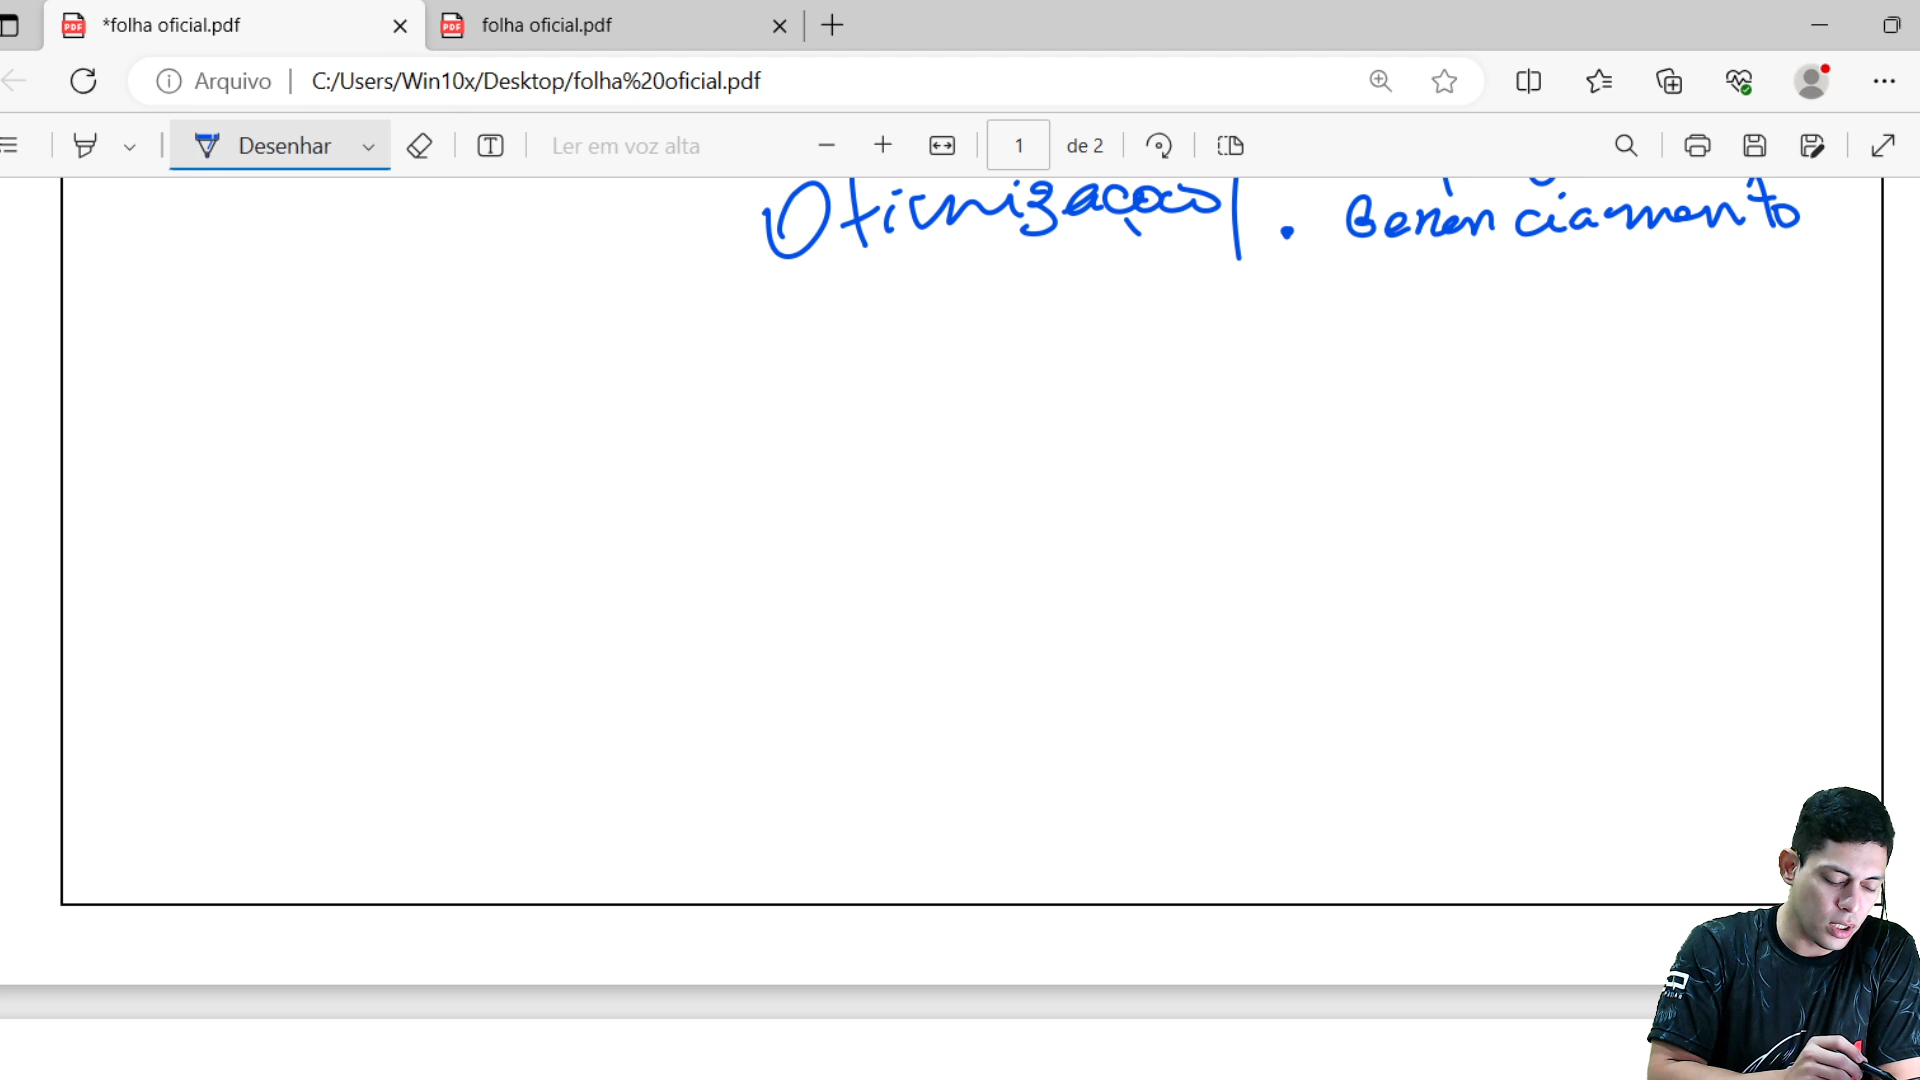 *folha oficial.pdf
folha oficial.pdf
Arquivo
C:/Users/Win10x/Desktop/folha%20oficial.pdf
Desenhar
Ler em voz alta
1
de 2
Otimizações
. Gerenciamento